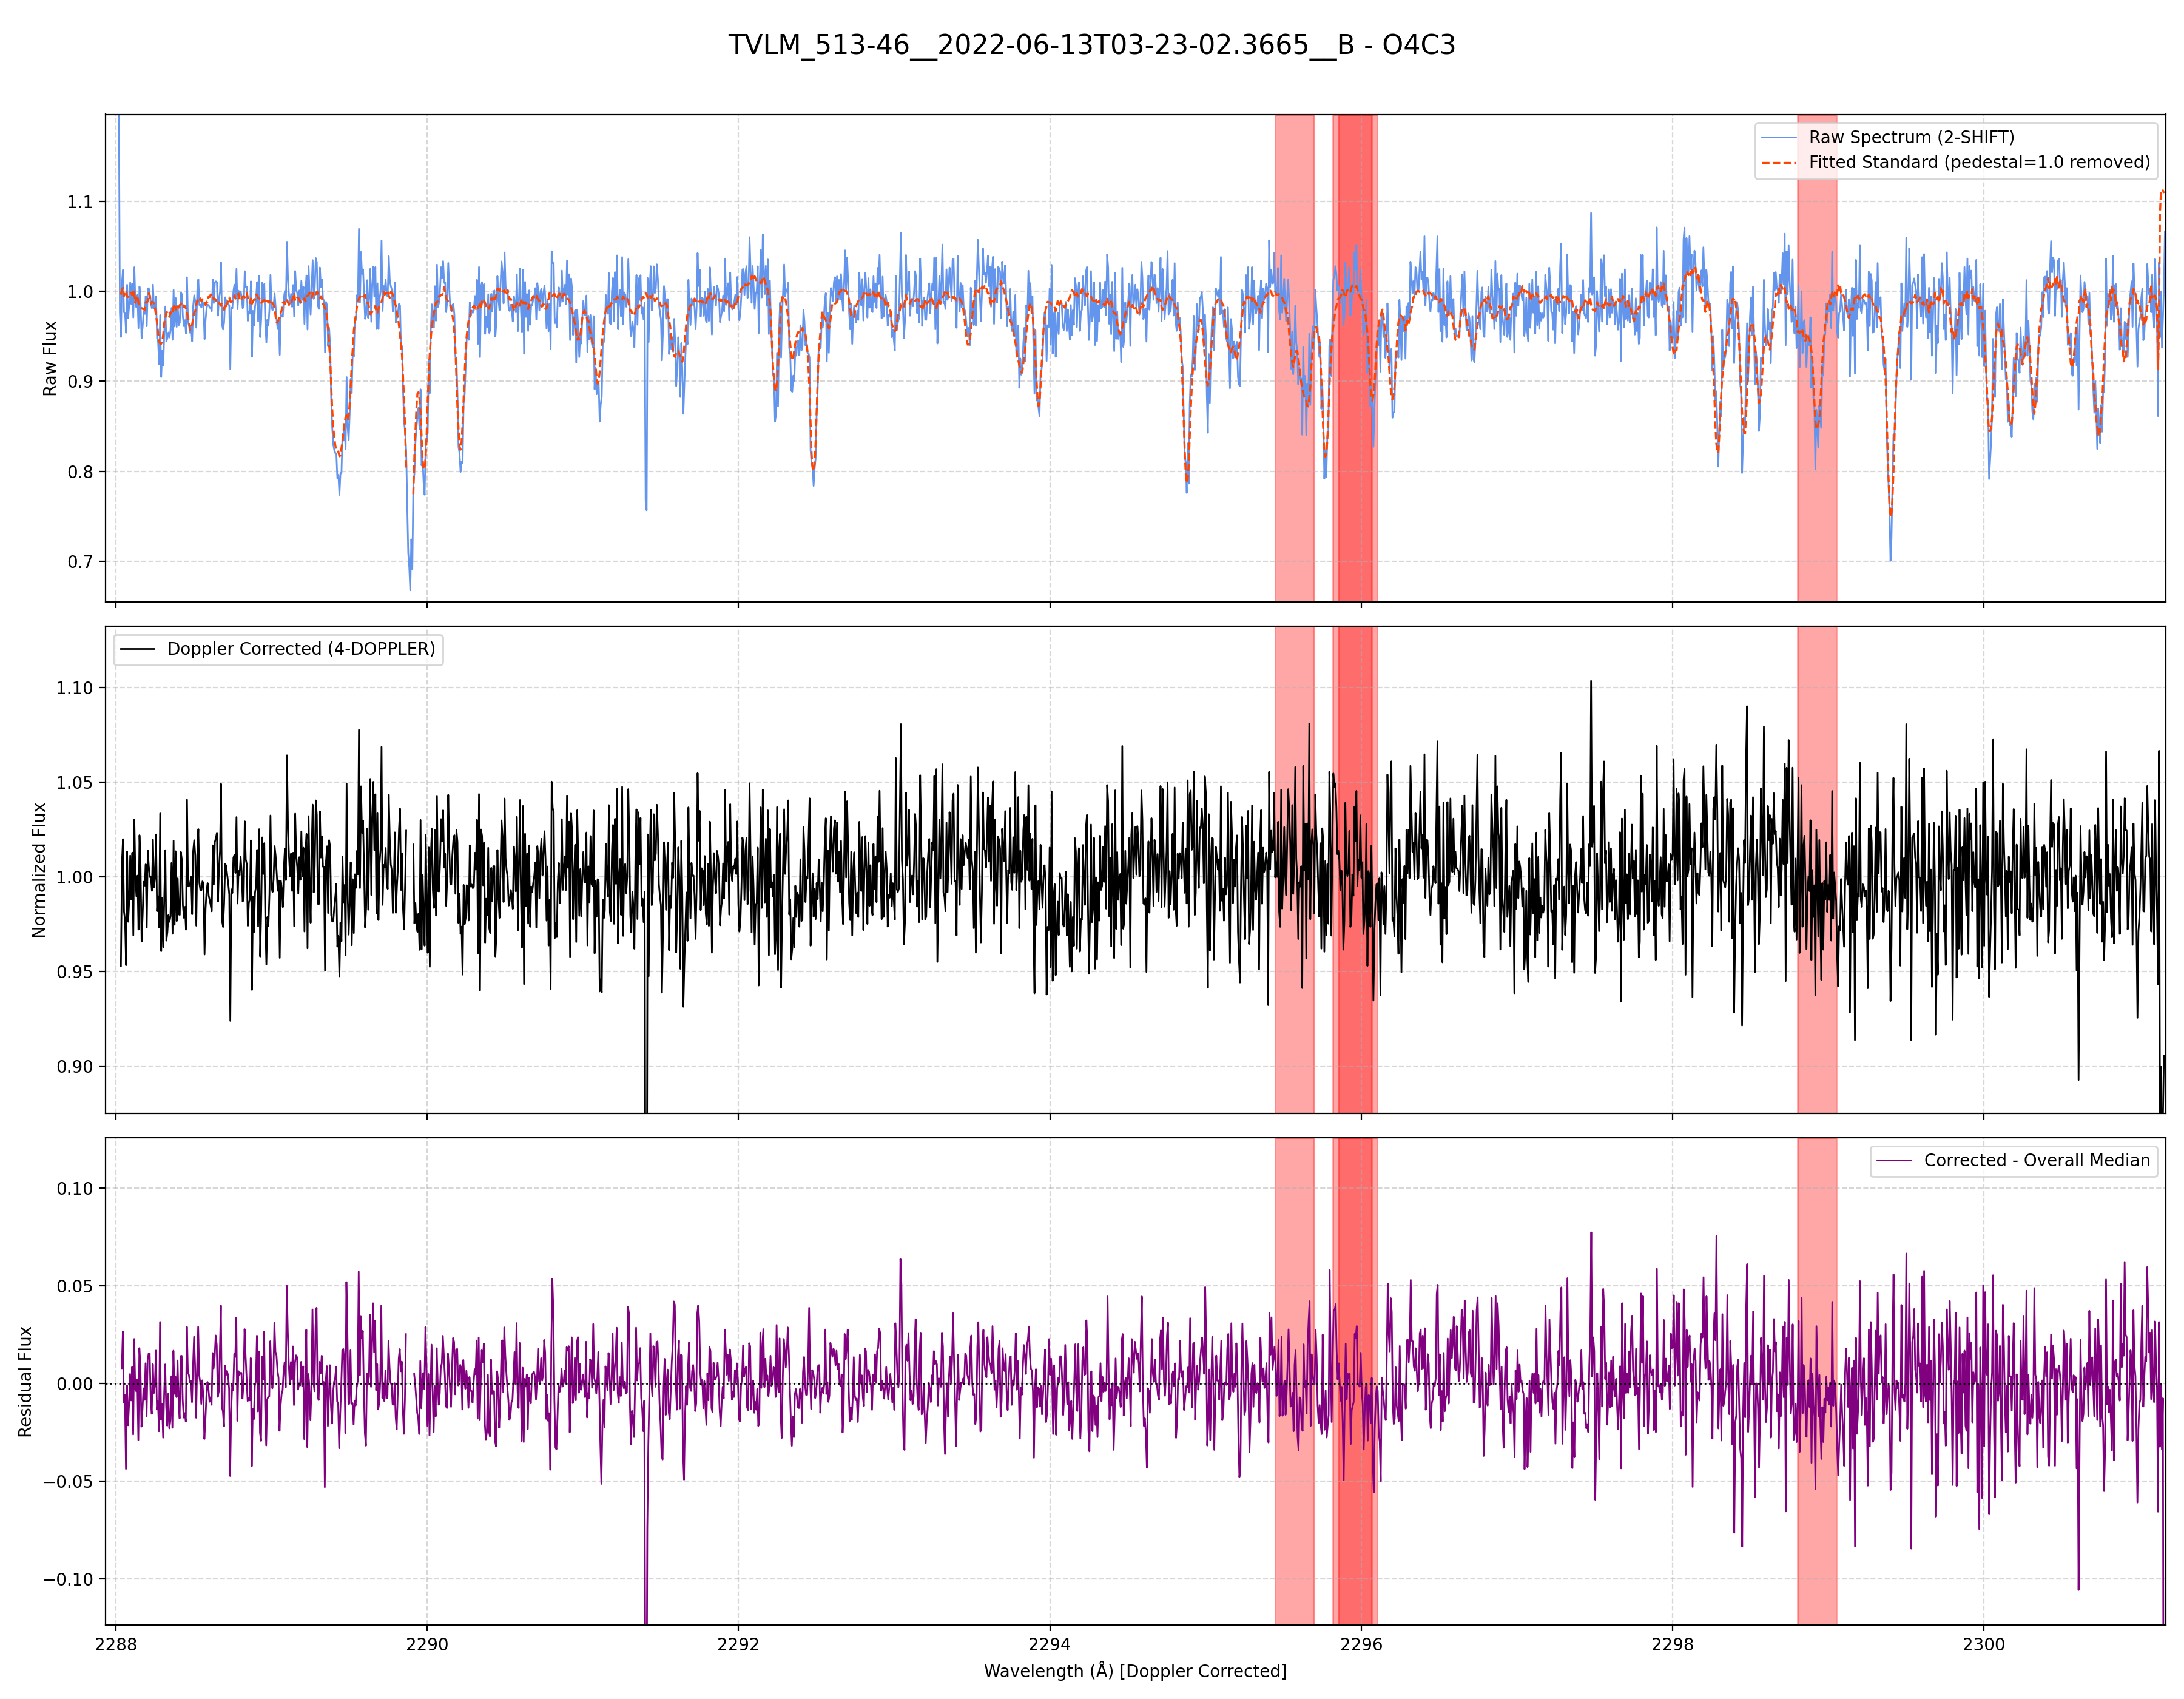 TVLM_513-46__2022-06-13T03-23-02.3665__B - O4C3
Raw Flux
1.1
1.0
0.9
0.8
0.7
Raw Spectrum (2-SHIFT)
Fitted Standard (pedestal=1.0 removed)
Normalized Flux
1.10
1.05
1.00
0.95
0.90
Doppler Corrected (4-DOPPLER)
Residual Flux
0.10
0.05
0.00
−0.05
−0.10
Corrected - Overall Median
2288 2290 2292 2294 2296 2298 2300
Wavelength (Å) [Doppler Corrected]